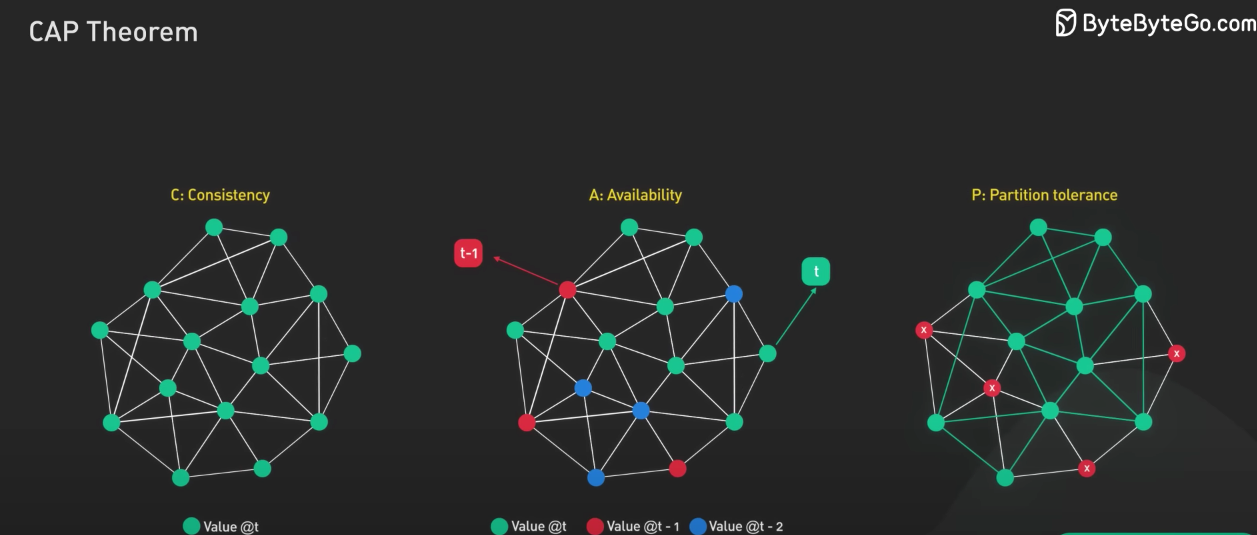 CAP Theorem
ByteByteGo.com
C: Consistency
A: Availability
P: Partition tolerance
t-1
t
x
x
x
x
Value @t
Value @t
Value @t - 1
Value @t - 2